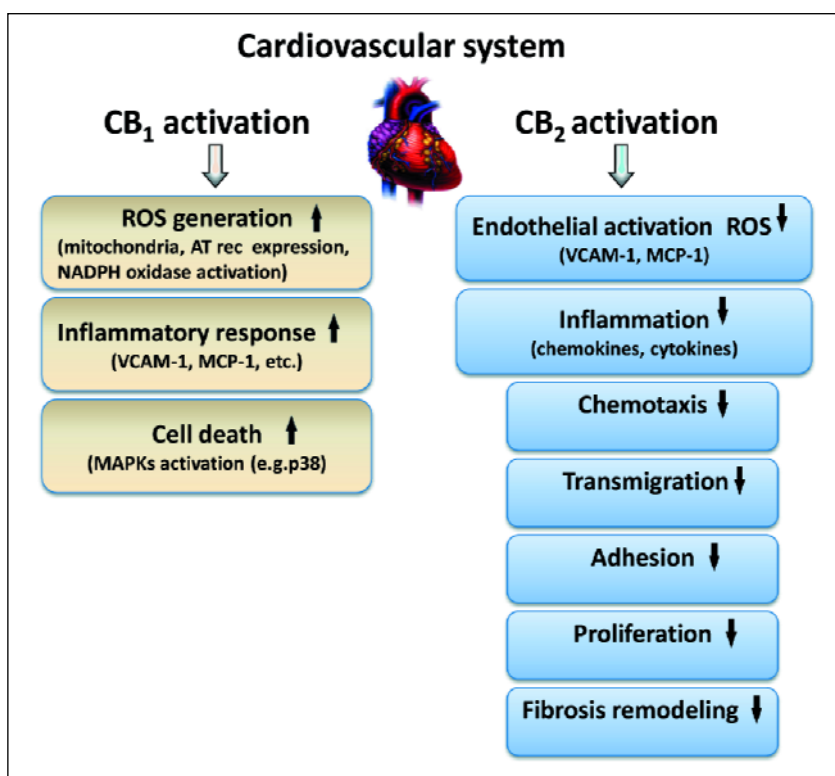 Cardiovascular system
CB₁ activation
ROS generation ⬆
(mitochondria, AT rec expression,
NADPH oxidase activation)
Inflammatory response ⬆
(VCAM-1, MCP-1, etc.)
Cell death ⬆
(MAPKs activation (e.g.p38)
CB₂ activation
Endothelial activation ROS ⬇
(VCAM-1, MCP-1)
Inflammation ⬇
(chemokines, cytokines)
Chemotaxis ⬇
Transmigration ⬇
Adhesion ⬇
Proliferation ⬇
Fibrosis remodeling ⬇